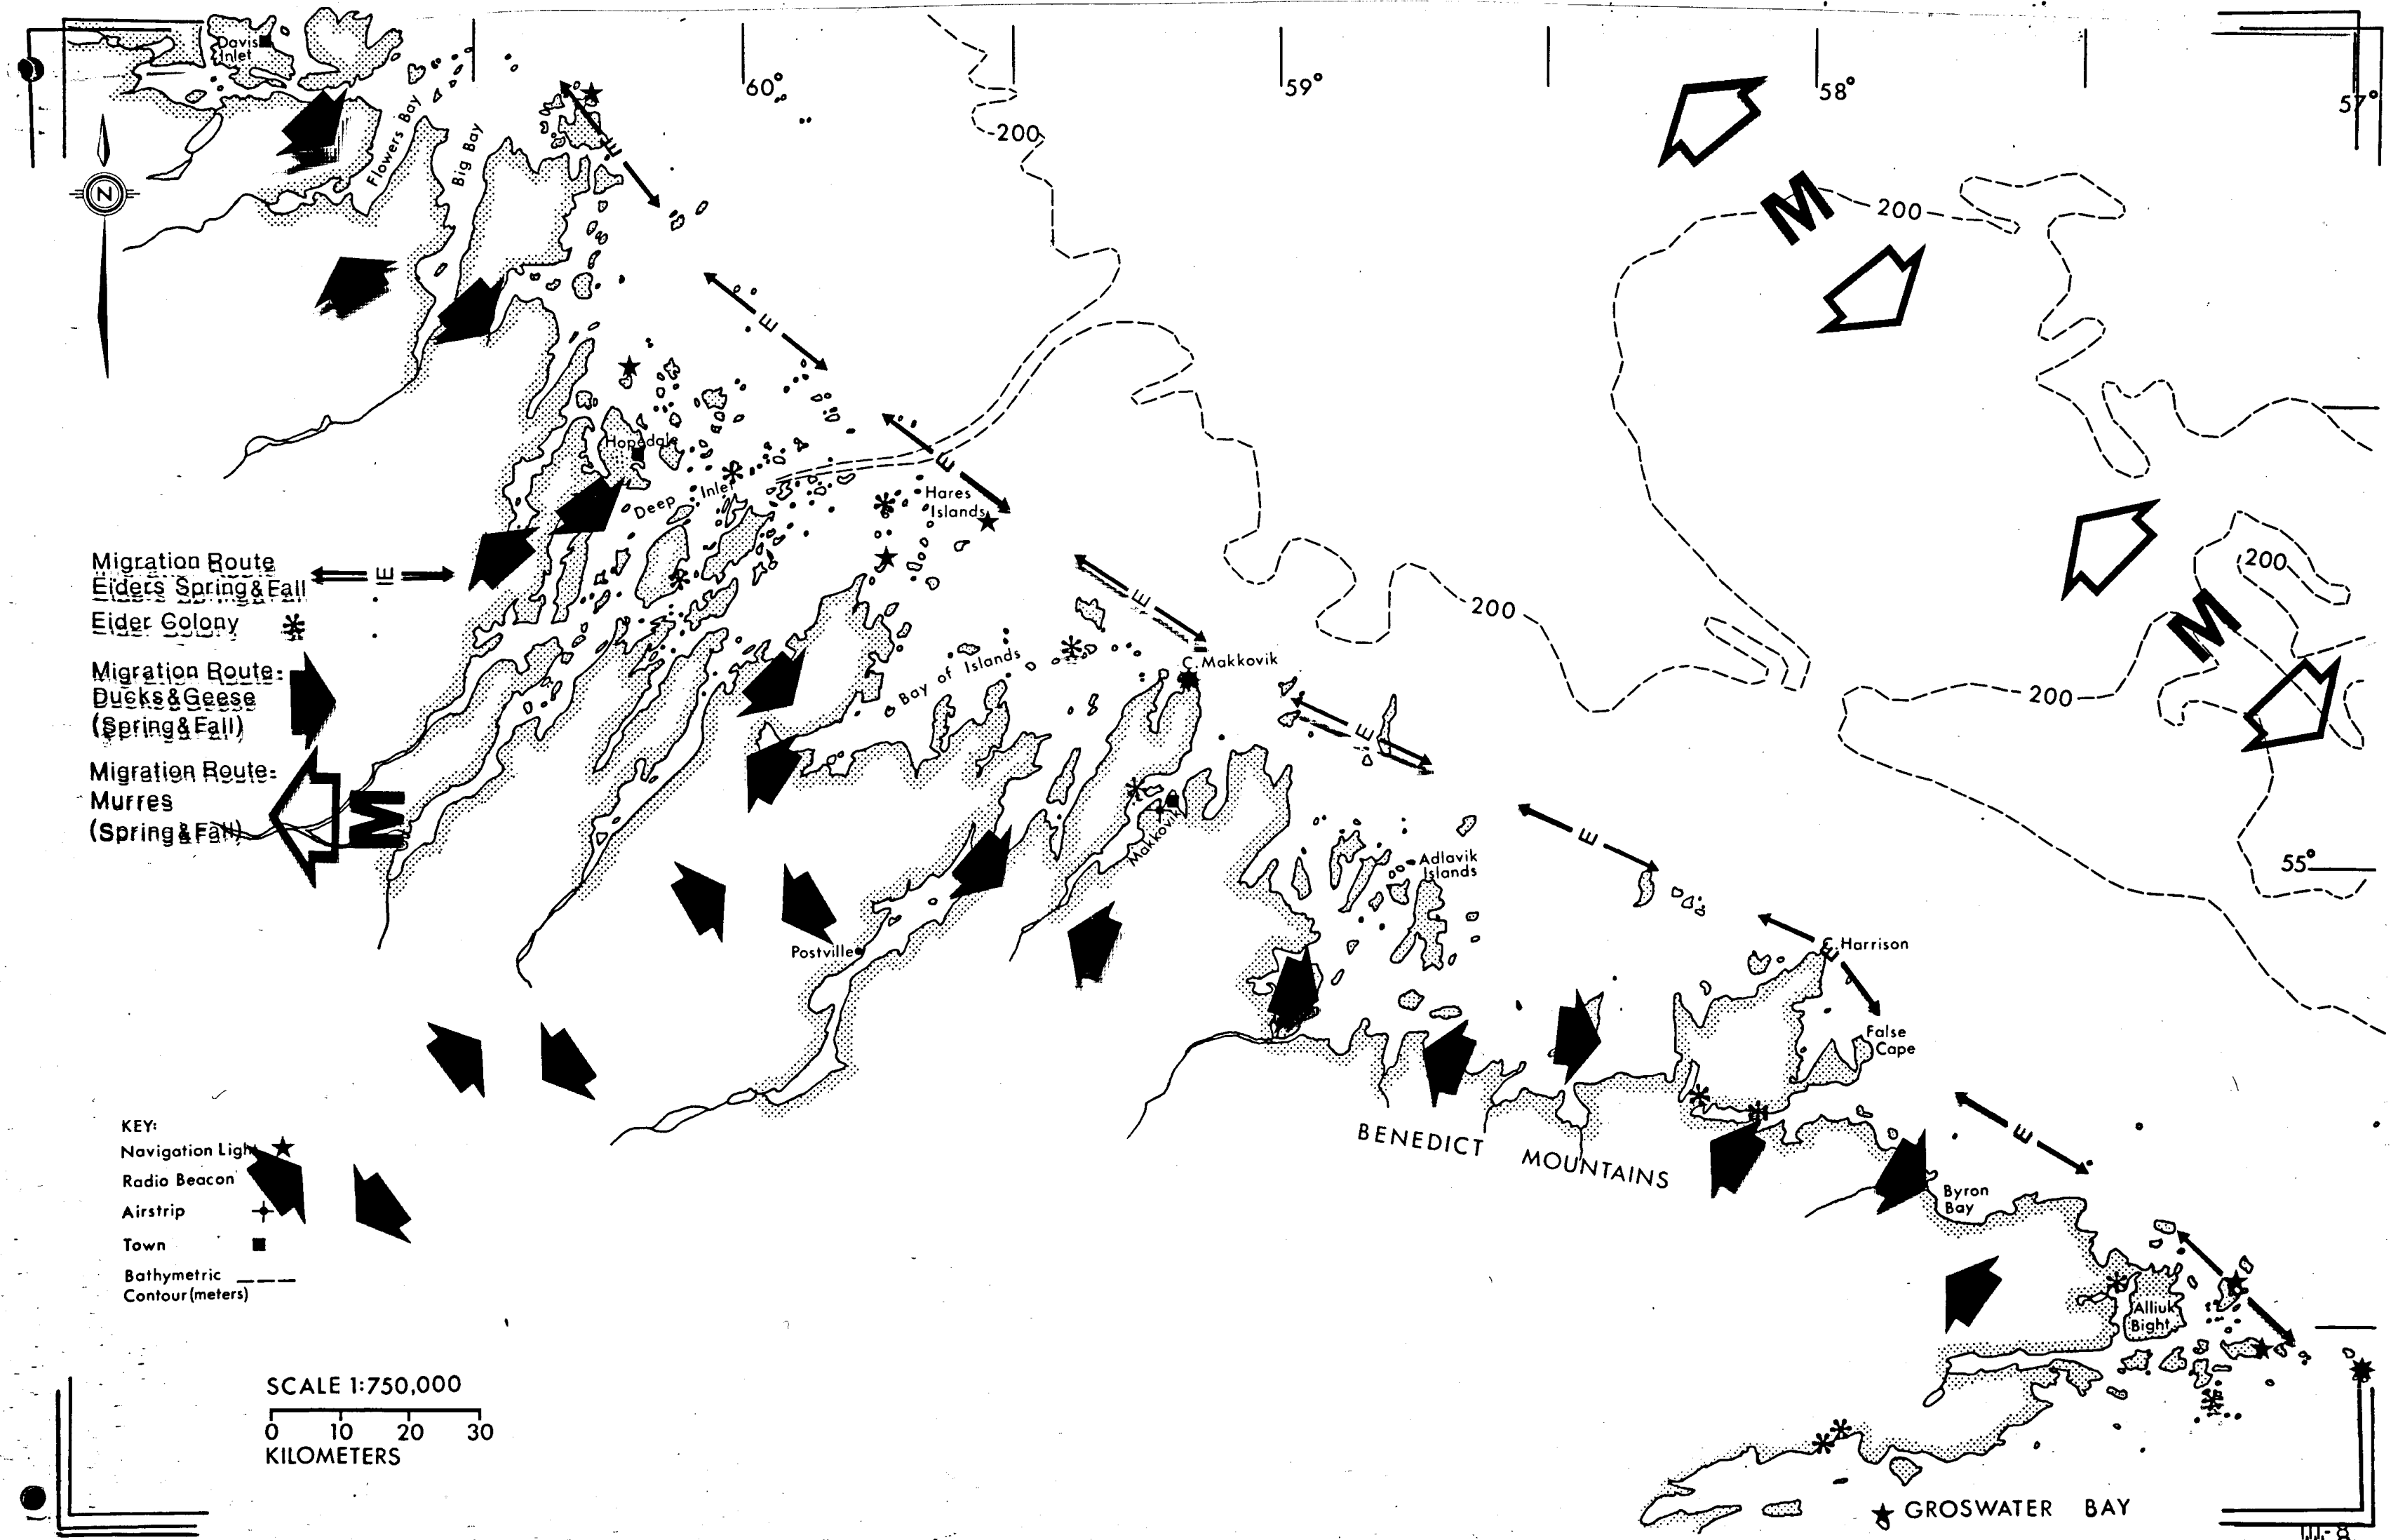 Davis
Inlet
60°
59°
58°
57°
Flowers Bay
Big Bay
N
E
200
M
200
E
Hopedale
E
Deep Inlet
Hares
Islands
200
Migration Route
Eiders Spring & Fall
E
Eider Colony
E
200
M
Migration Route:
Ducks & Geese
(Spring & Fall)
Bay of Islands
C. Makkovik
200
E
Migration Route:
Murres
(Spring & Fall)
M
Makkovik
E
Adlavik
Islands
55°
Postville
E
C. Harrison
False
Cape
BENEDICT MOUNTAINS
E
Byron
Bay
KEY:
Navigation Light
Radio Beacon
Airstrip
Town
Bathymetric
Contour (meters)
Alliuk
Bight
SCALE 1:750,000
0 10 20 30
KILOMETERS
GROSWATER BAY